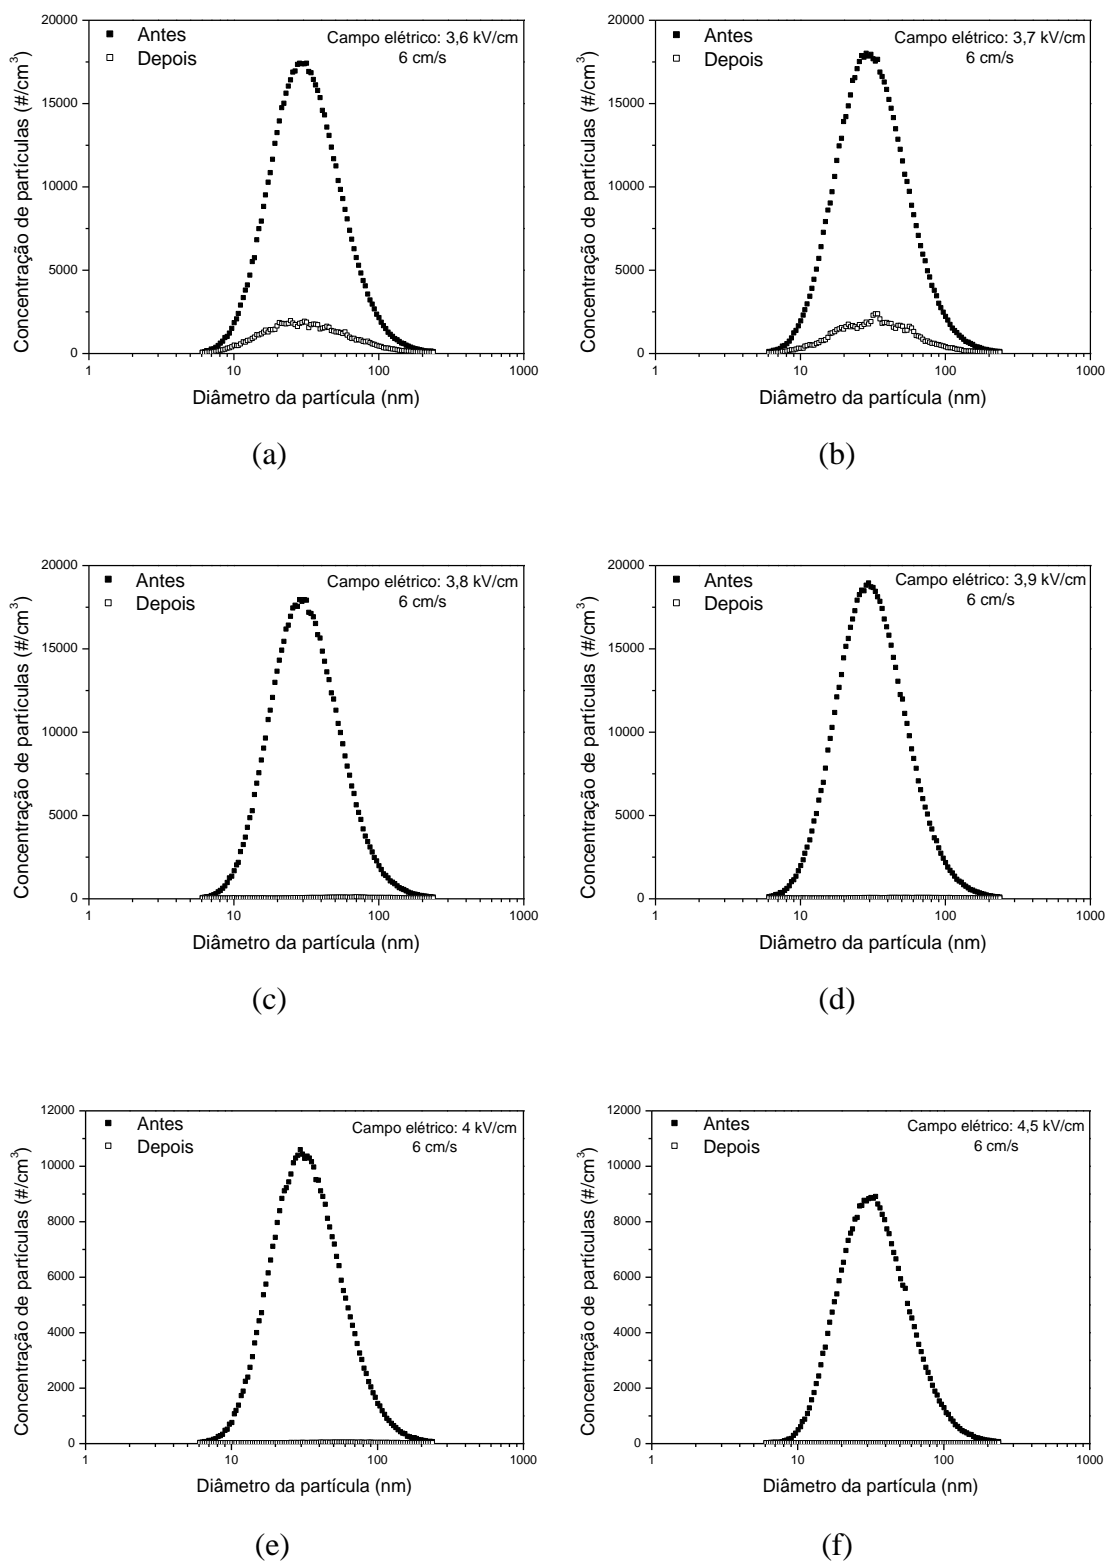 20000
15000
10000
5000
0
Concentração de partículas (#/cm³)
Antes
Depois
Campo elétrico: 3,6 kV/cm
6 cm/s
1
10
100
1000
Diâmetro da partícula (nm)
(a)
20000
15000
10000
5000
0
Concentração de partículas (#/cm³)
Antes
Depois
Campo elétrico: 3,7 kV/cm
6 cm/s
1
10
100
1000
Diâmetro da partícula (nm)
(b)
20000
15000
10000
5000
0
Concentração de partículas (#/cm³)
Antes
Depois
Campo elétrico: 3,8 kV/cm
6 cm/s
1
10
100
1000
Diâmetro da partícula (nm)
(c)
20000
15000
10000
5000
0
Concentração de partículas (#/cm³)
Antes
Depois
Campo elétrico: 3,9 kV/cm
6 cm/s
1
10
100
1000
Diâmetro da partícula (nm)
(d)
12000
10000
8000
6000
4000
2000
0
Concentração de partículas (#/cm³)
Antes
Depois
Campo elétrico: 4 kV/cm
6 cm/s
1
10
100
1000
Diâmetro da partícula (nm)
(e)
12000
10000
8000
6000
4000
2000
0
Concentração de partículas (#/cm³)
Antes
Depois
Campo elétrico: 4,5 kV/cm
6 cm/s
1
10
100
1000
Diâmetro da partícula (nm)
(f)